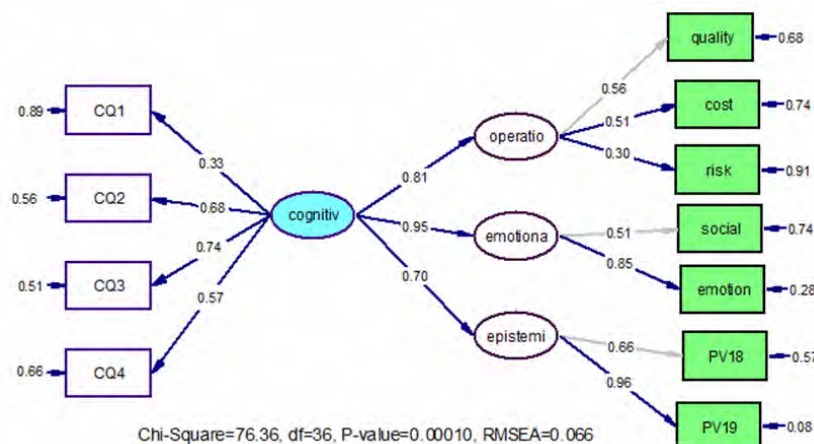 quality
0.68
0.89
CQ1
0.56
cost
0.74
operatio
0.51
0.33
0.30
risk
0.91
0.56
CQ2
0.68
0.81
cognitiv
social
0.74
0.95
emotiona
0.51
0.74
0.85
0.51
CQ3
0.70
emotion
0.28
0.57
epistemi
0.66
PV18
0.57
0.66
CQ4
0.96
PV19
0.08
Chi-Square=76.36, df=36, P-value=0.00010, RMSEA=0.066